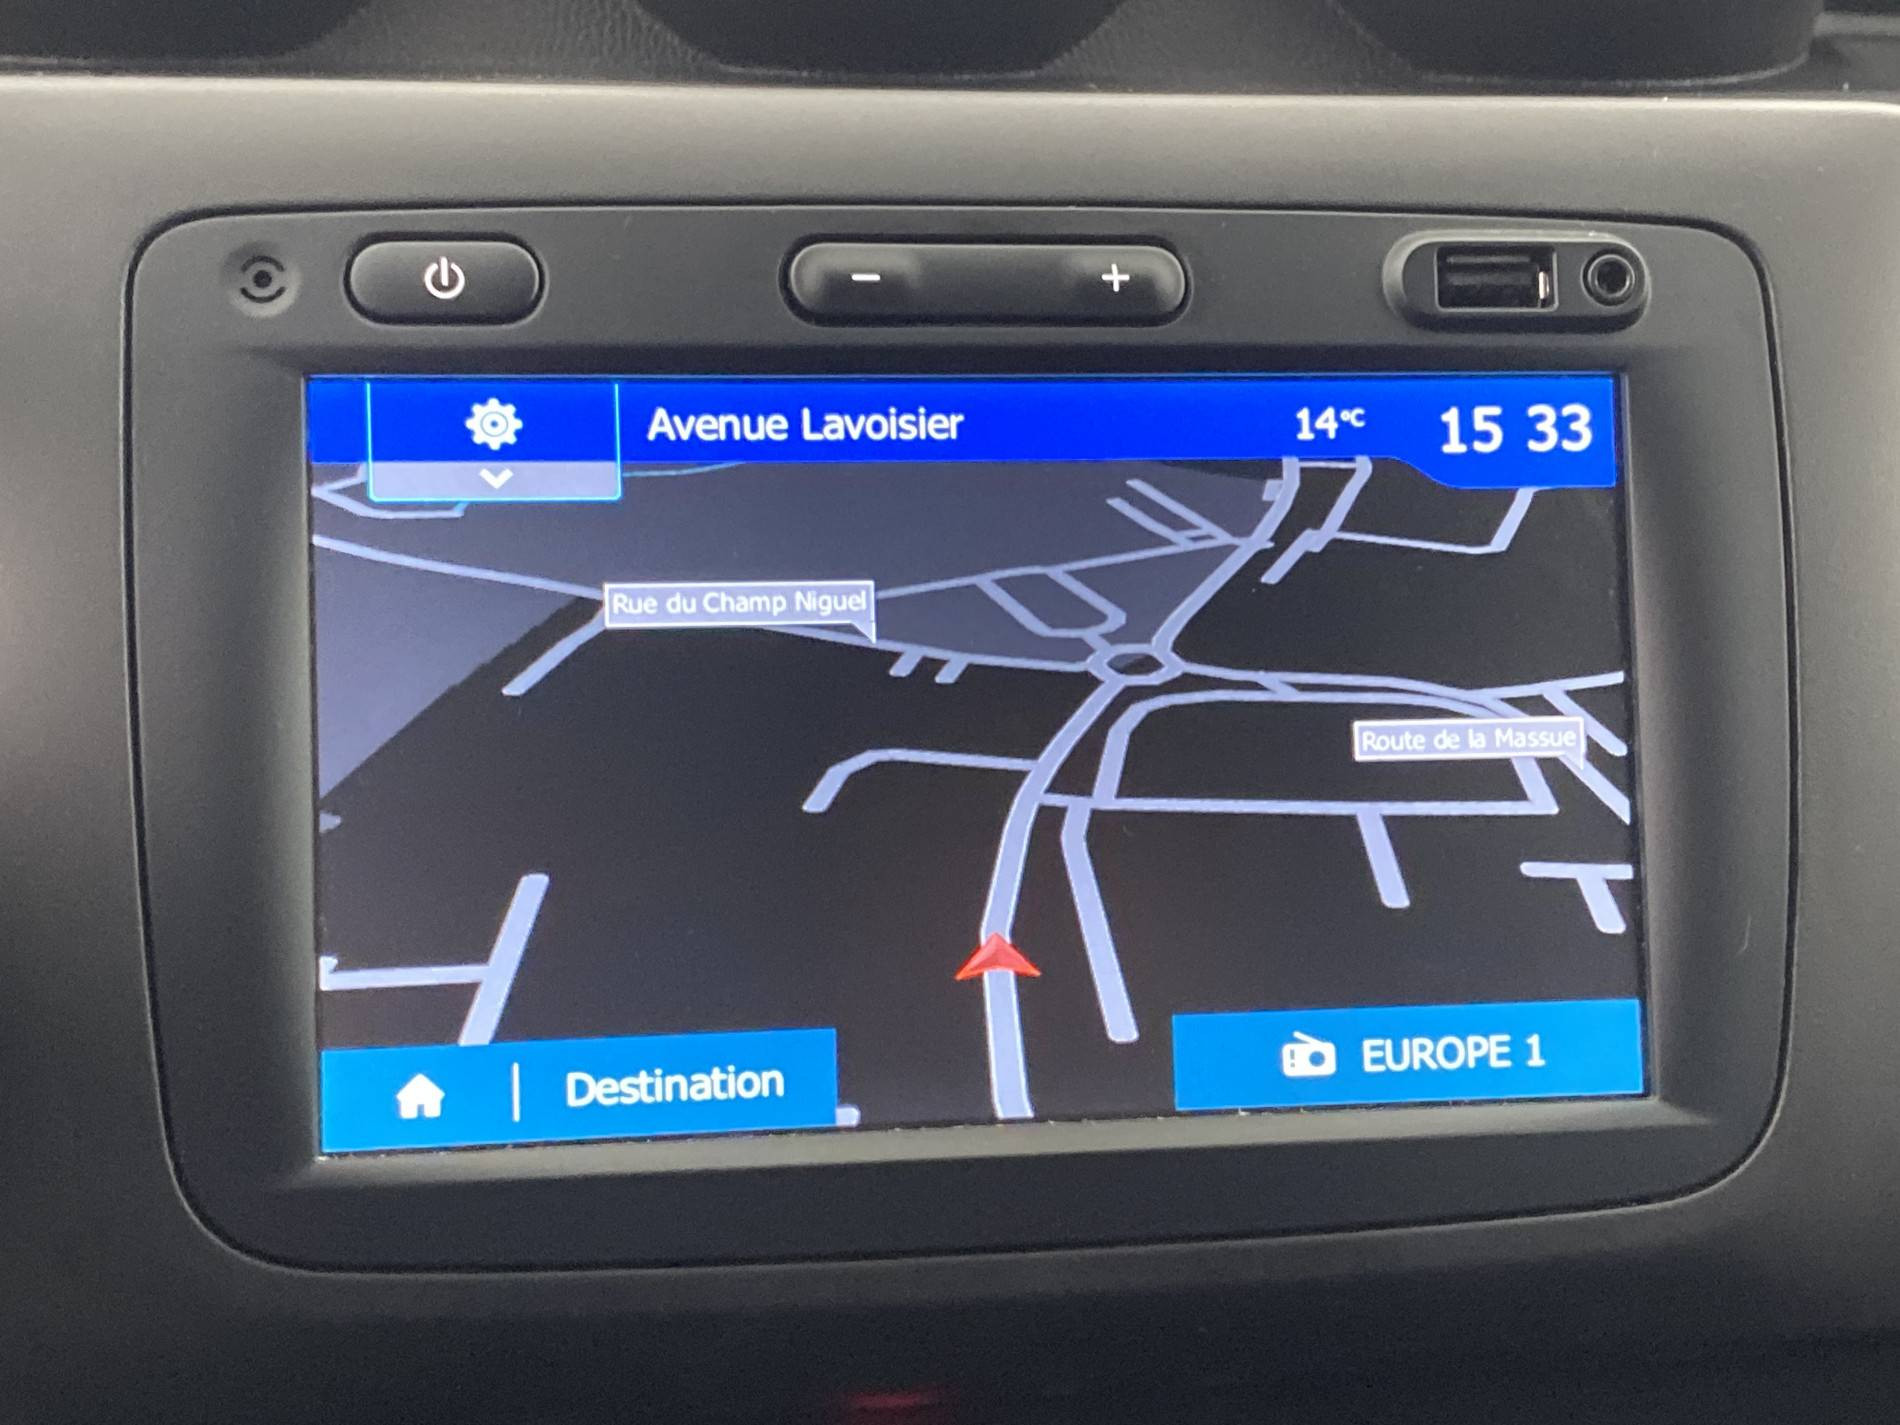 Avenue Lavoisier
14°C
15 33
Rue du Champ Niguel
Route de la Massue
Destination
EUROPE 1